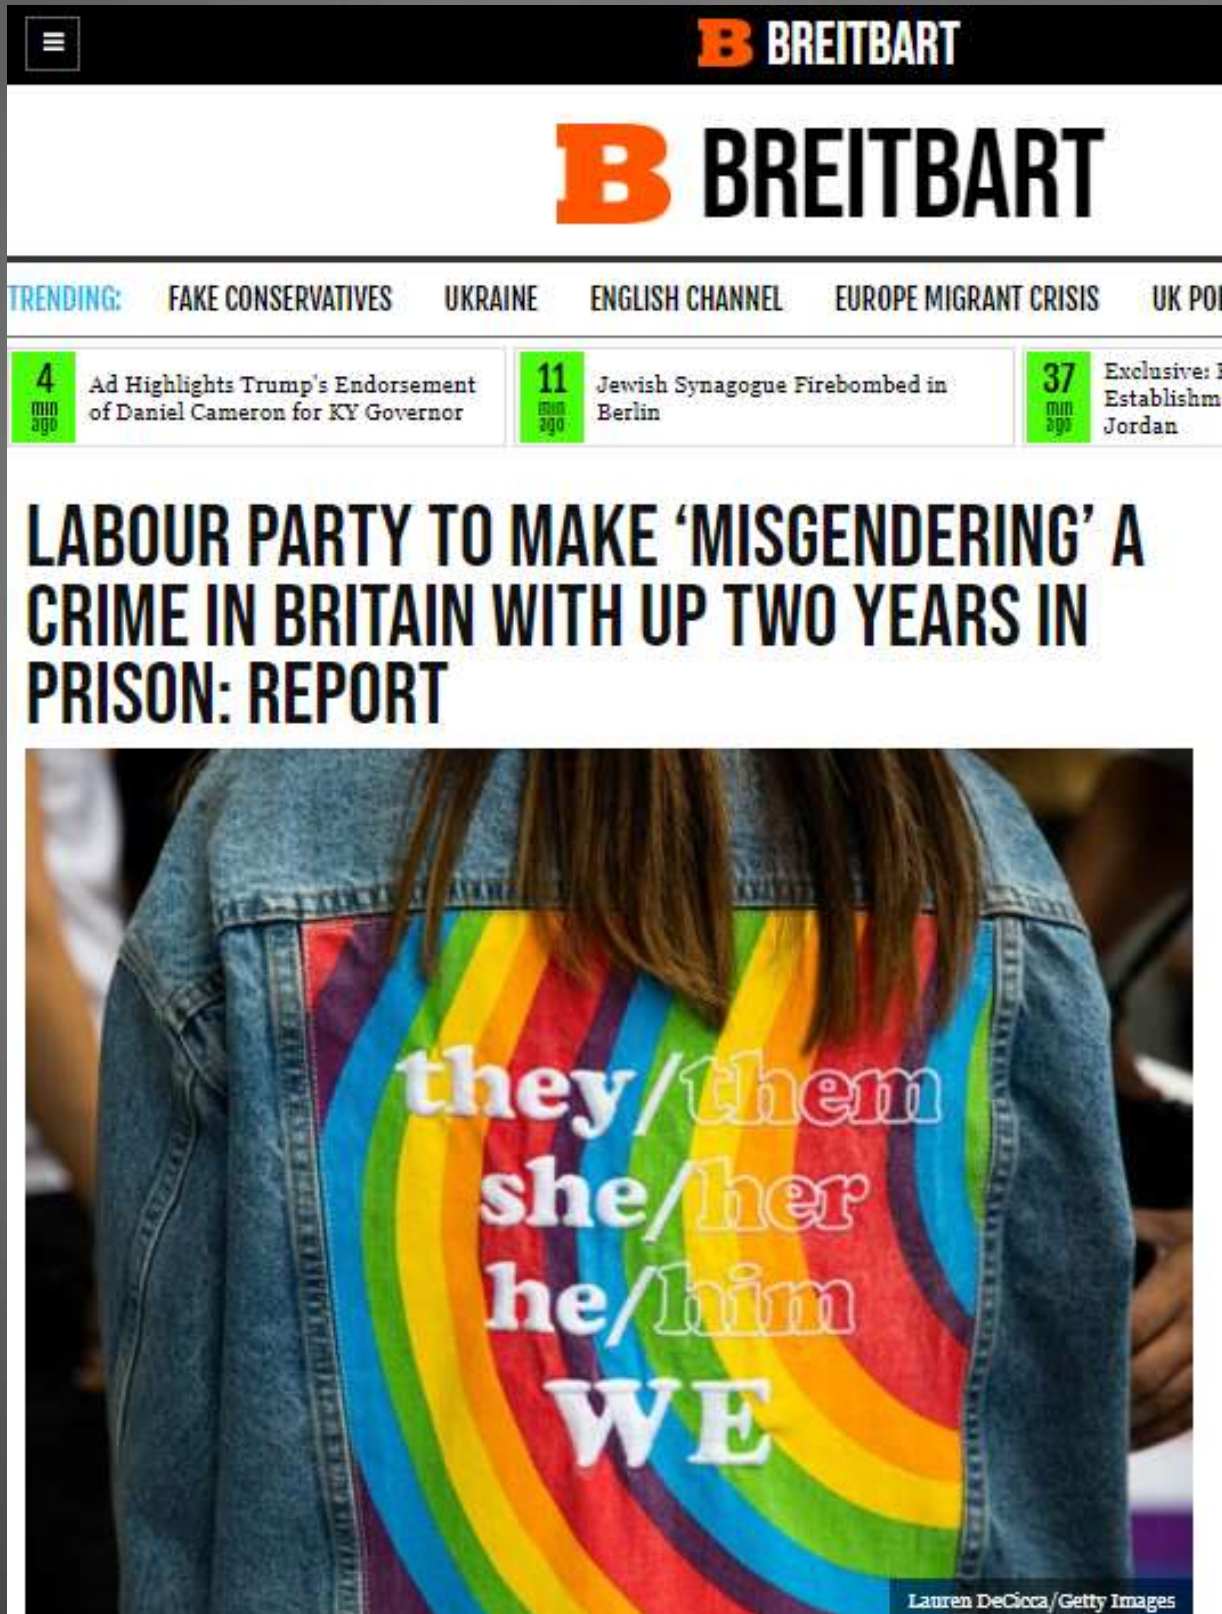 B BREITBART
B BREITBART
TRENDING: FAKE CONSERVATIVES UKRAINE ENGLISH CHANNEL EUROPE MIGRANT CRISIS UK
4 min ago
Ad Highlights Trump's Endorsement
of Daniel Cameron for KY Governor
11 min ago
Jewish Synagogue Firebombed in
Berlin
37 min ago
Exclusive:
Jordan
LABOUR PARTY TO MAKE ‘MISGENDERING’ A
CRIME IN BRITAIN WITH UP TWO YEARS IN
PRISON: REPORT
they/them
she/her
he/him
WE
Lauren DeCicca/Getty Images